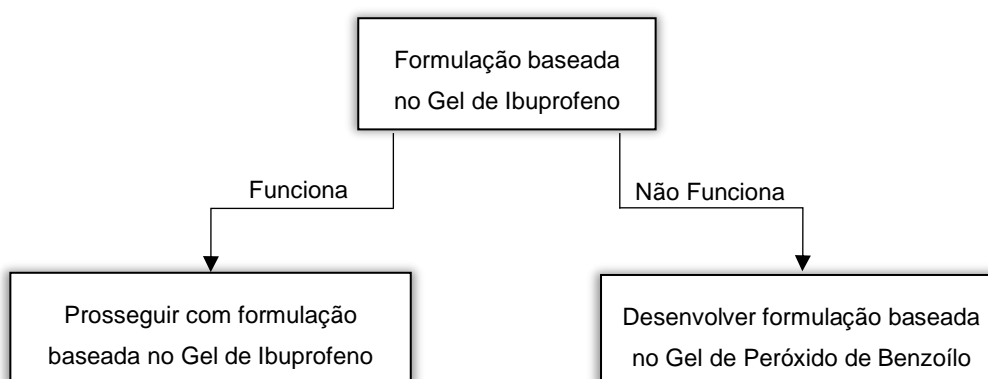 Formulação baseada
no Gel de Ibuprofeno
Funciona
Não Funciona
Prosseguir com formulação
baseada no Gel de Ibuprofeno
Desenvolver formulação baseada
no Gel de Peróxido de Benzoílo